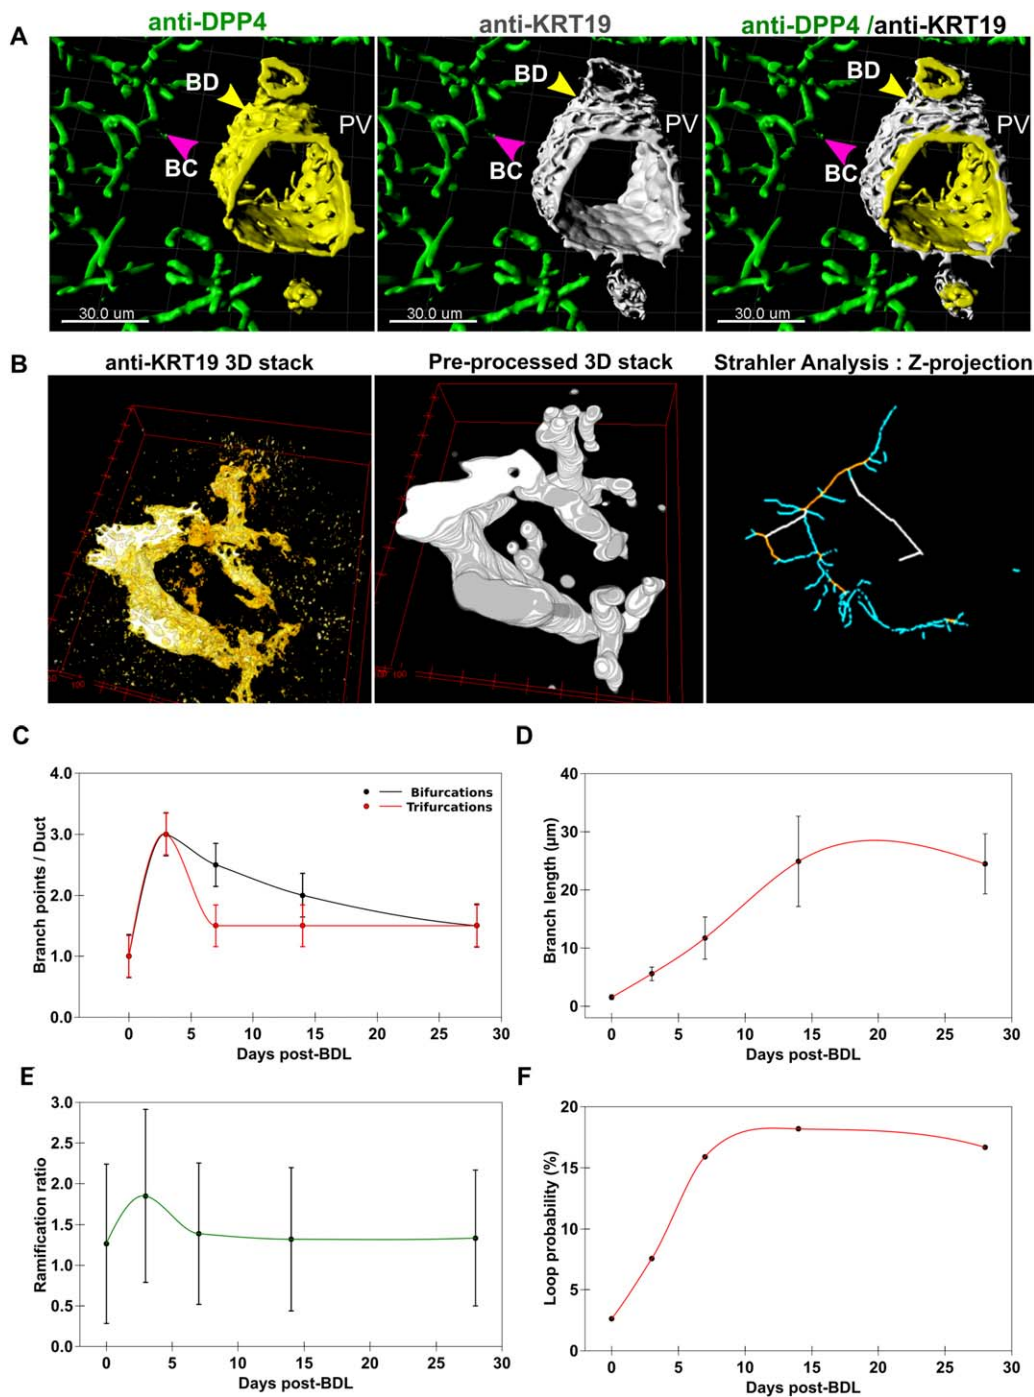 anti-DPP4 anti-KRT19 anti-DPP4 /anti-KRT19
A
BD BD BD
PV PV PV
BC BC BC
30.0 um 30.0 um 30.0 um
B
anti-KRT19 3D stack Pre-processed 3D stack Strahler Analysis : Z-projection
100 100
C
4.0
3.0
2.0
1.0
0.0
Branch points / Duct
Bifurcations
Trifurcations
0 5 10 15 20 25 30
Days post-BDL
D
40
30
20
10
0
Branch length (µm)
0 5 10 15 20 25 30
Days post-BDL
E
3.0
2.5
2.0
1.5
1.0
0.5
0.0
Ramification ratio
0 5 10 15 20 25 30
Days post-BDL
F
20
15
10
5
0
Loop probability (%)
0 5 10 15 20 25 30
Days post-BDL